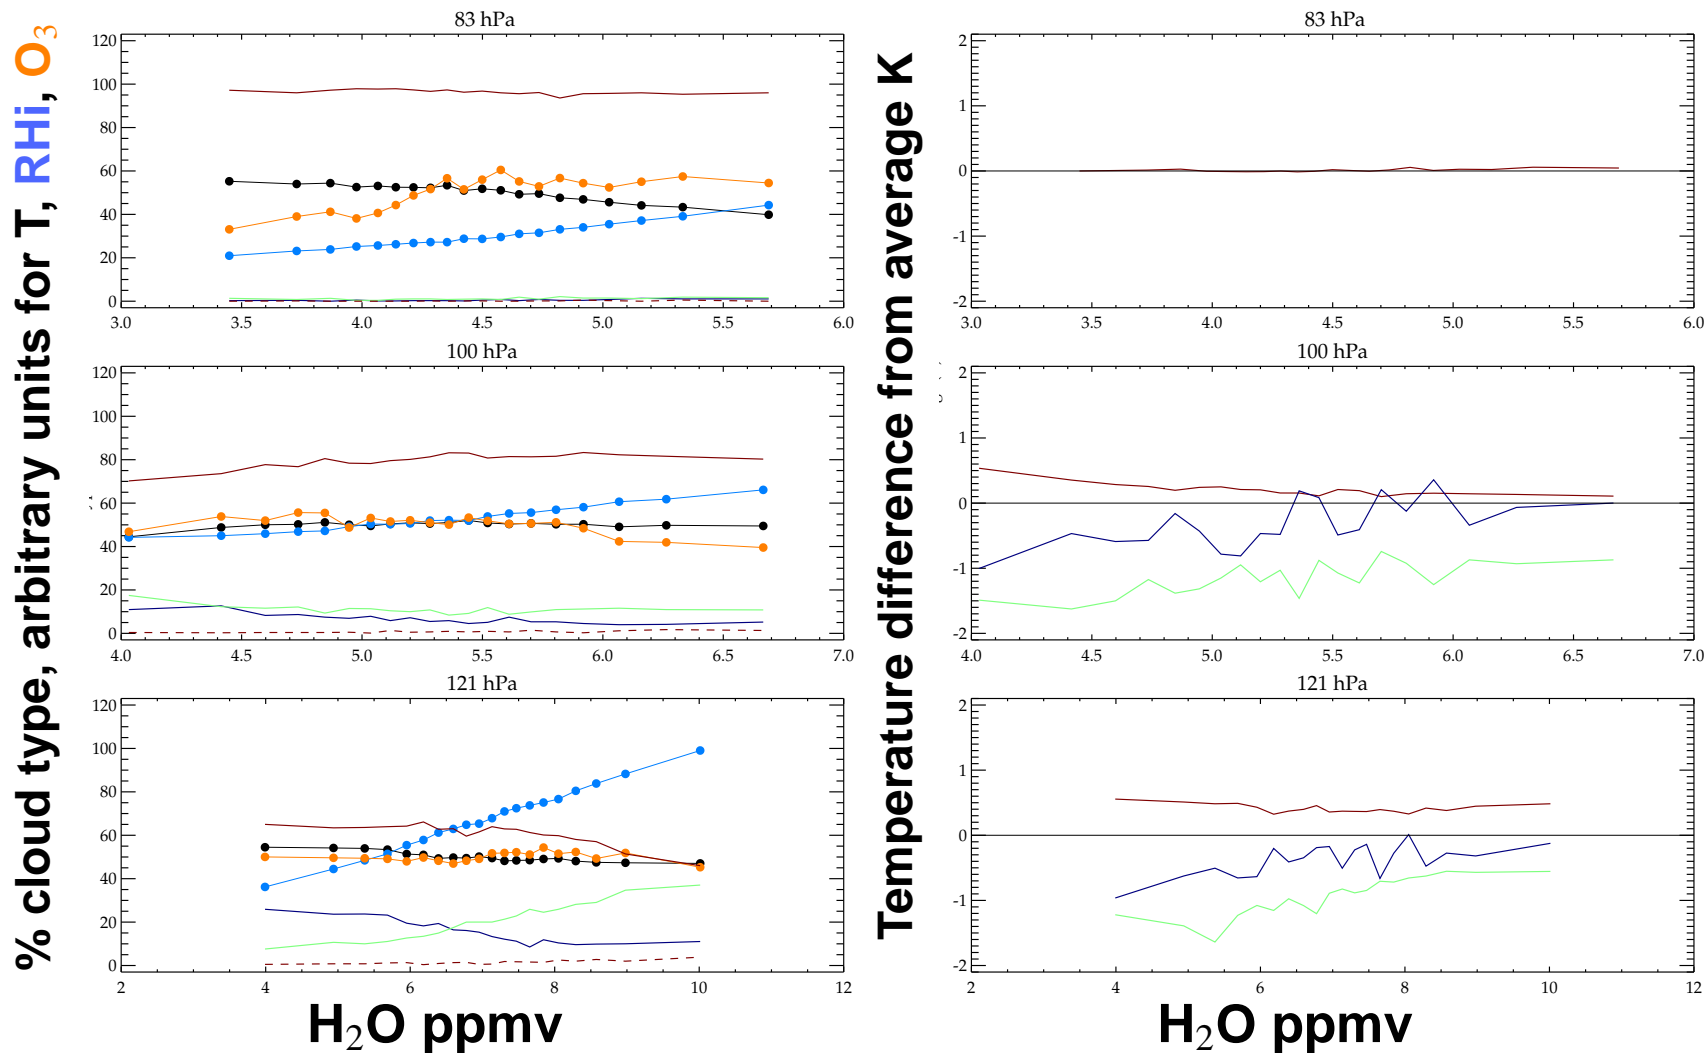 % cloud type, arbitrary units for T, RHi, O3
83 hPa
120
100
80
60
40
20
0
3.0 3.5 4.0 4.5 5.0 5.5 6.0
100 hPa
120
100
80
60
40
20
0
4.0 4.5 5.0 5.5 6.0 6.5 7.0
121 hPa
120
100
80
60
40
20
0
2 4 6 8 10 12
H2O ppmv
Temperature difference from average K
83 hPa
2
1
0
-1
-2
3.0 3.5 4.0 4.5 5.0 5.5 6.0
100 hPa
2
1
0
-1
-2
4.0 4.5 5.0 5.5 6.0 6.5 7.0
121 hPa
2
1
0
-1
-2
2 4 6 8 10 12
H2O ppmv